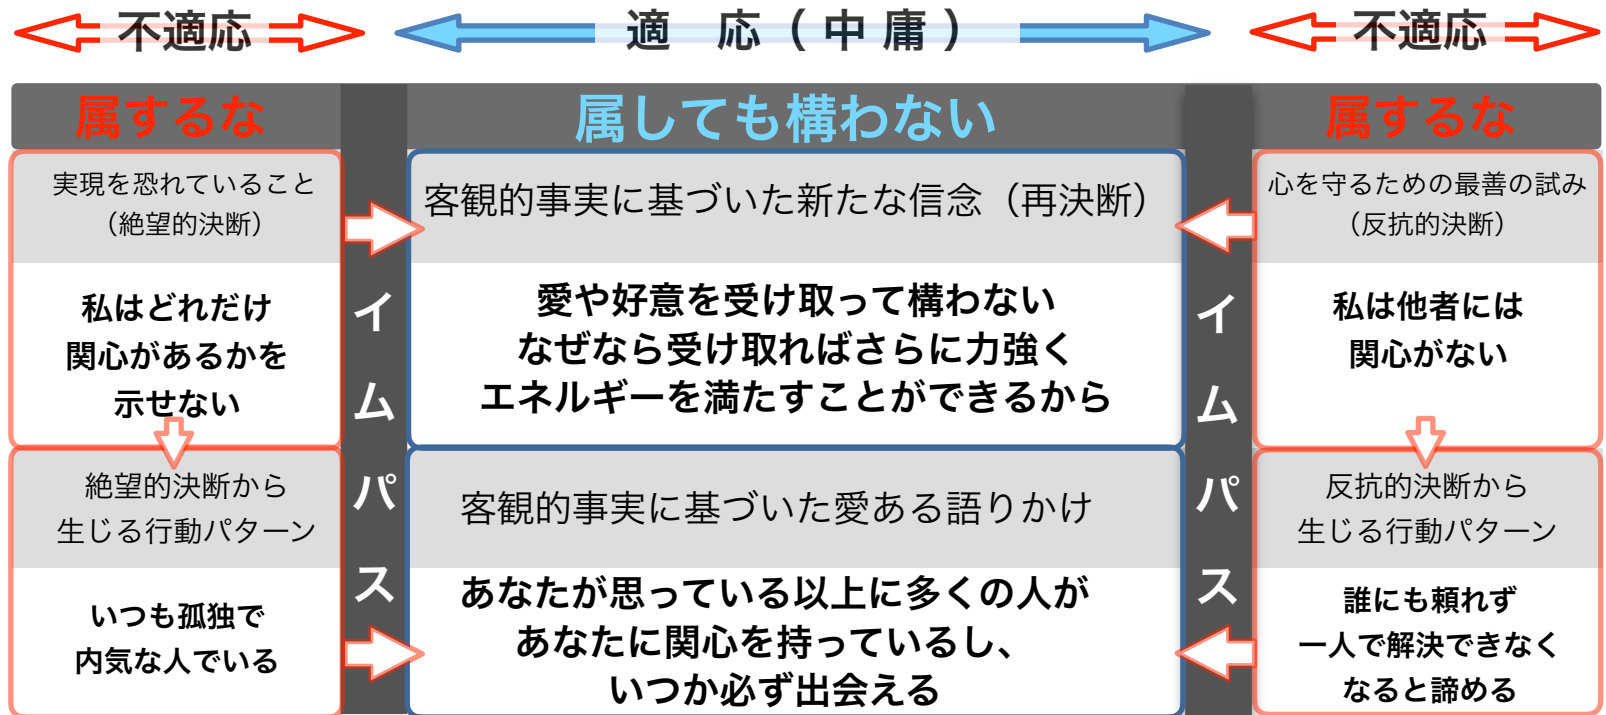 不適応
適 応（中 庸）
不適応
属するな
属しても構わない
属するな
実現を恐れていること
（絶望的決断）
私はどれだけ
関心があるかを
示せない
絶望的決断から
生じる行動パターン
いつも孤独で
内気な人でいる
イムパス
客観的事実に基づいた新たな信念（再決断）
愛や好意を受け取って構わない
なぜなら受け取ればさらに力強く
エネルギーを満たすことができるから
客観的事実に基づいた愛ある語りかけ
あなたが思っている以上に多くの人が
あなたに関心を持っているし、
いつか必ず出会える
イムパス
心を守るための最善の試み
（反抗的決断）
私は他者には
関心がない
反抗的決断から
生じる行動パターン
誰にも頼れず
一人で解決できなく
なると諦める